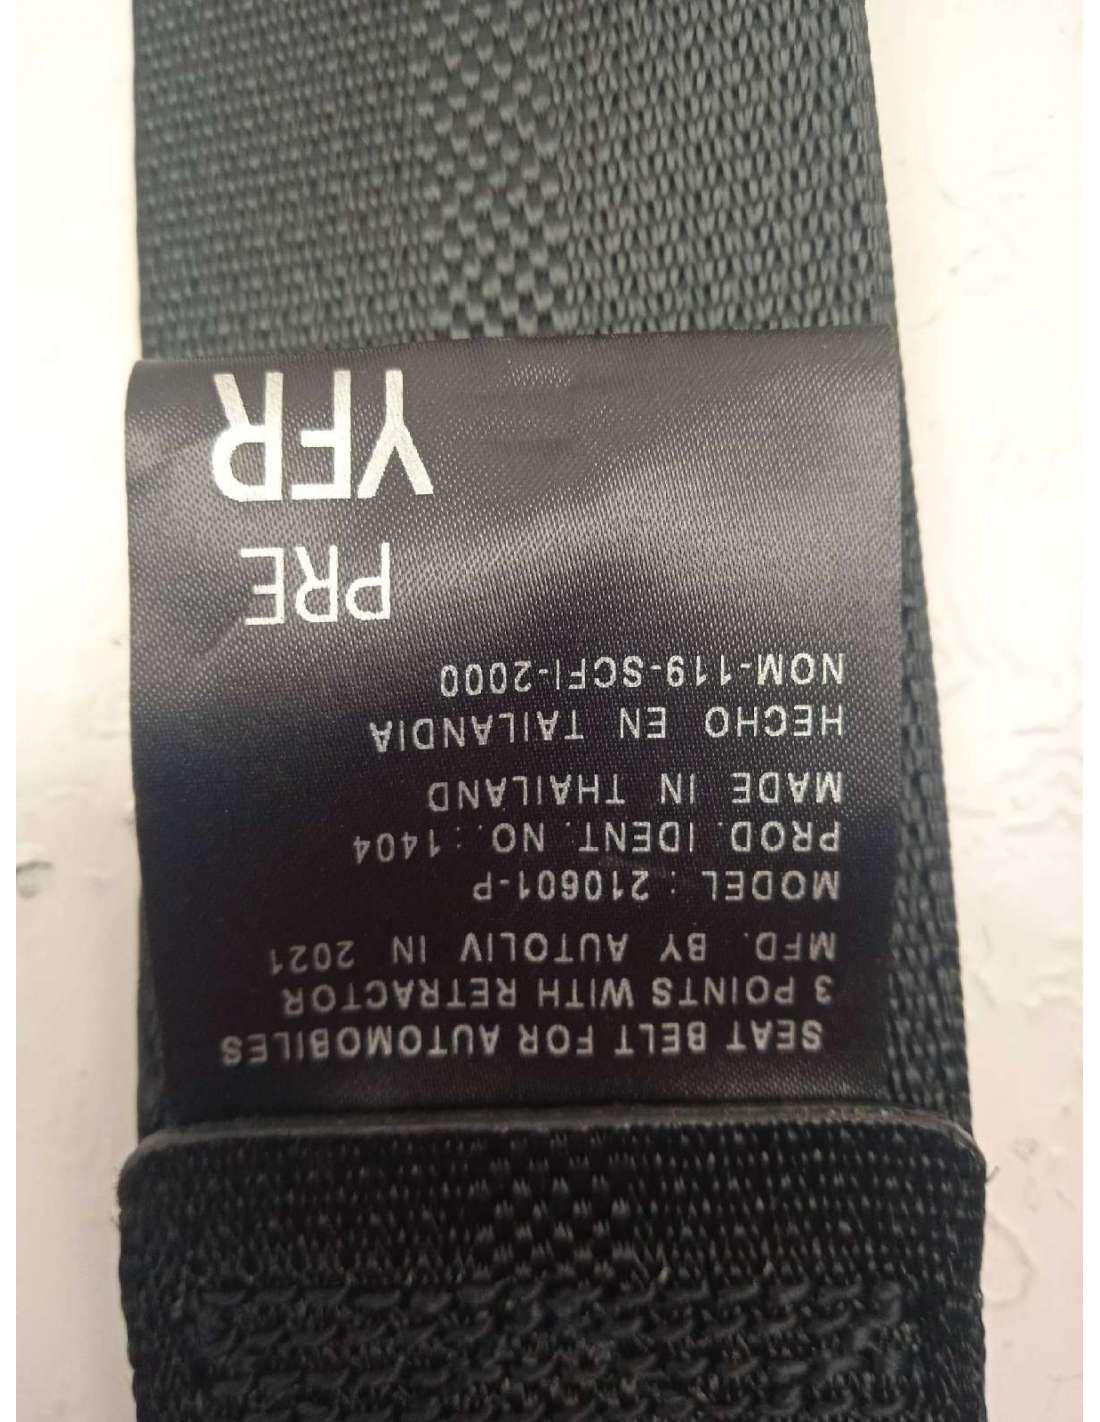 SEAT BELT FOR AUTOMOBILES
3 POINTS WITH RETRACTOR
MFD. BY AUTOLIV IN 2021
MODEL : 210601-P
PROD. IDENT. NO. : 1404
MADE IN THAILAND
HECHO EN TAILANDIA
NOM-119-SCFI-2000
PRE
YFR